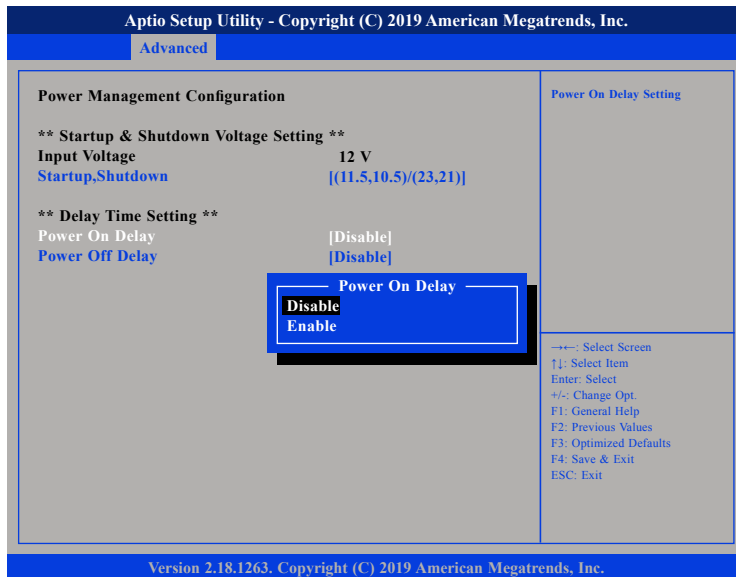 Aptio Setup Utility - Copyright (C) 2019 American Megatrends, Inc.
Advanced
Power Management Configuration
** Startup & Shutdown Voltage Setting **
Input Voltage 12 V
Startup,Shutdown [(11.5,10.5)/(23,21)]
** Delay Time Setting **
Power On Delay [Disable]
Power Off Delay [Disable]
Power On Delay
Disable
Enable
Power On Delay Setting
→←: Select Screen
↑↓: Select Item
Enter: Select
+/-: Change Opt.
F1: General Help
F2: Previous Values
F3: Optimized Defaults
F4: Save & Exit
ESC: Exit
Version 2.18.1263. Copyright (C) 2019 American Megatrends, Inc.